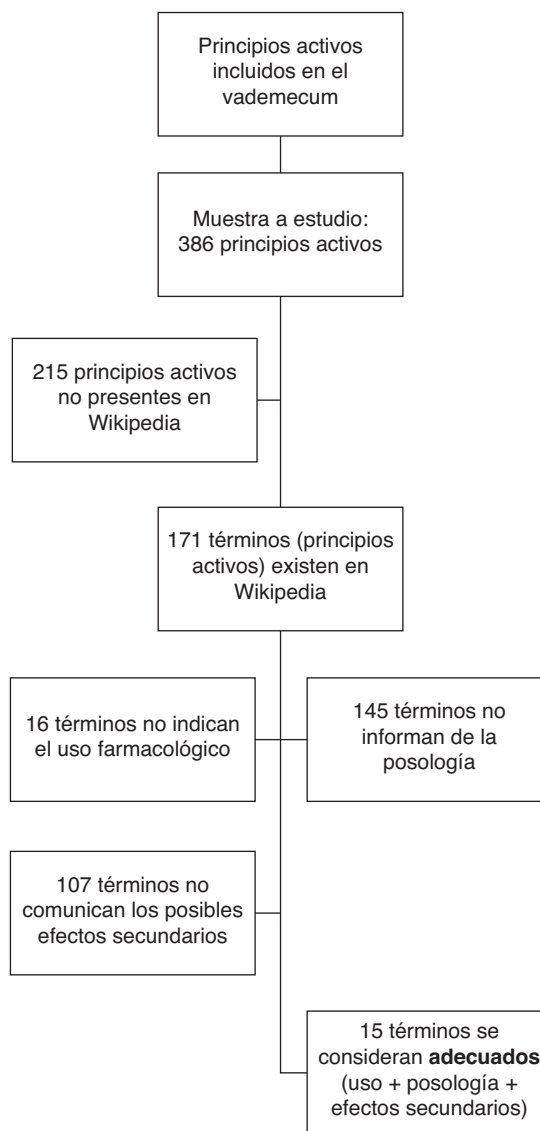 Principios activos
incluidos en el
vademecum
Muestra a estudio:
386 principios activos
215 principios activos
no presentes en
Wikipedia
171 términos (principios
activos) existen en
Wikipedia
16 términos no indican
el uso farmacológico
145 términos no
informan de la
posología
107 términos no
comunican los posibles
efectos secundarios
15 términos se
consideran adecuados
(uso + posología +
efectos secundarios)